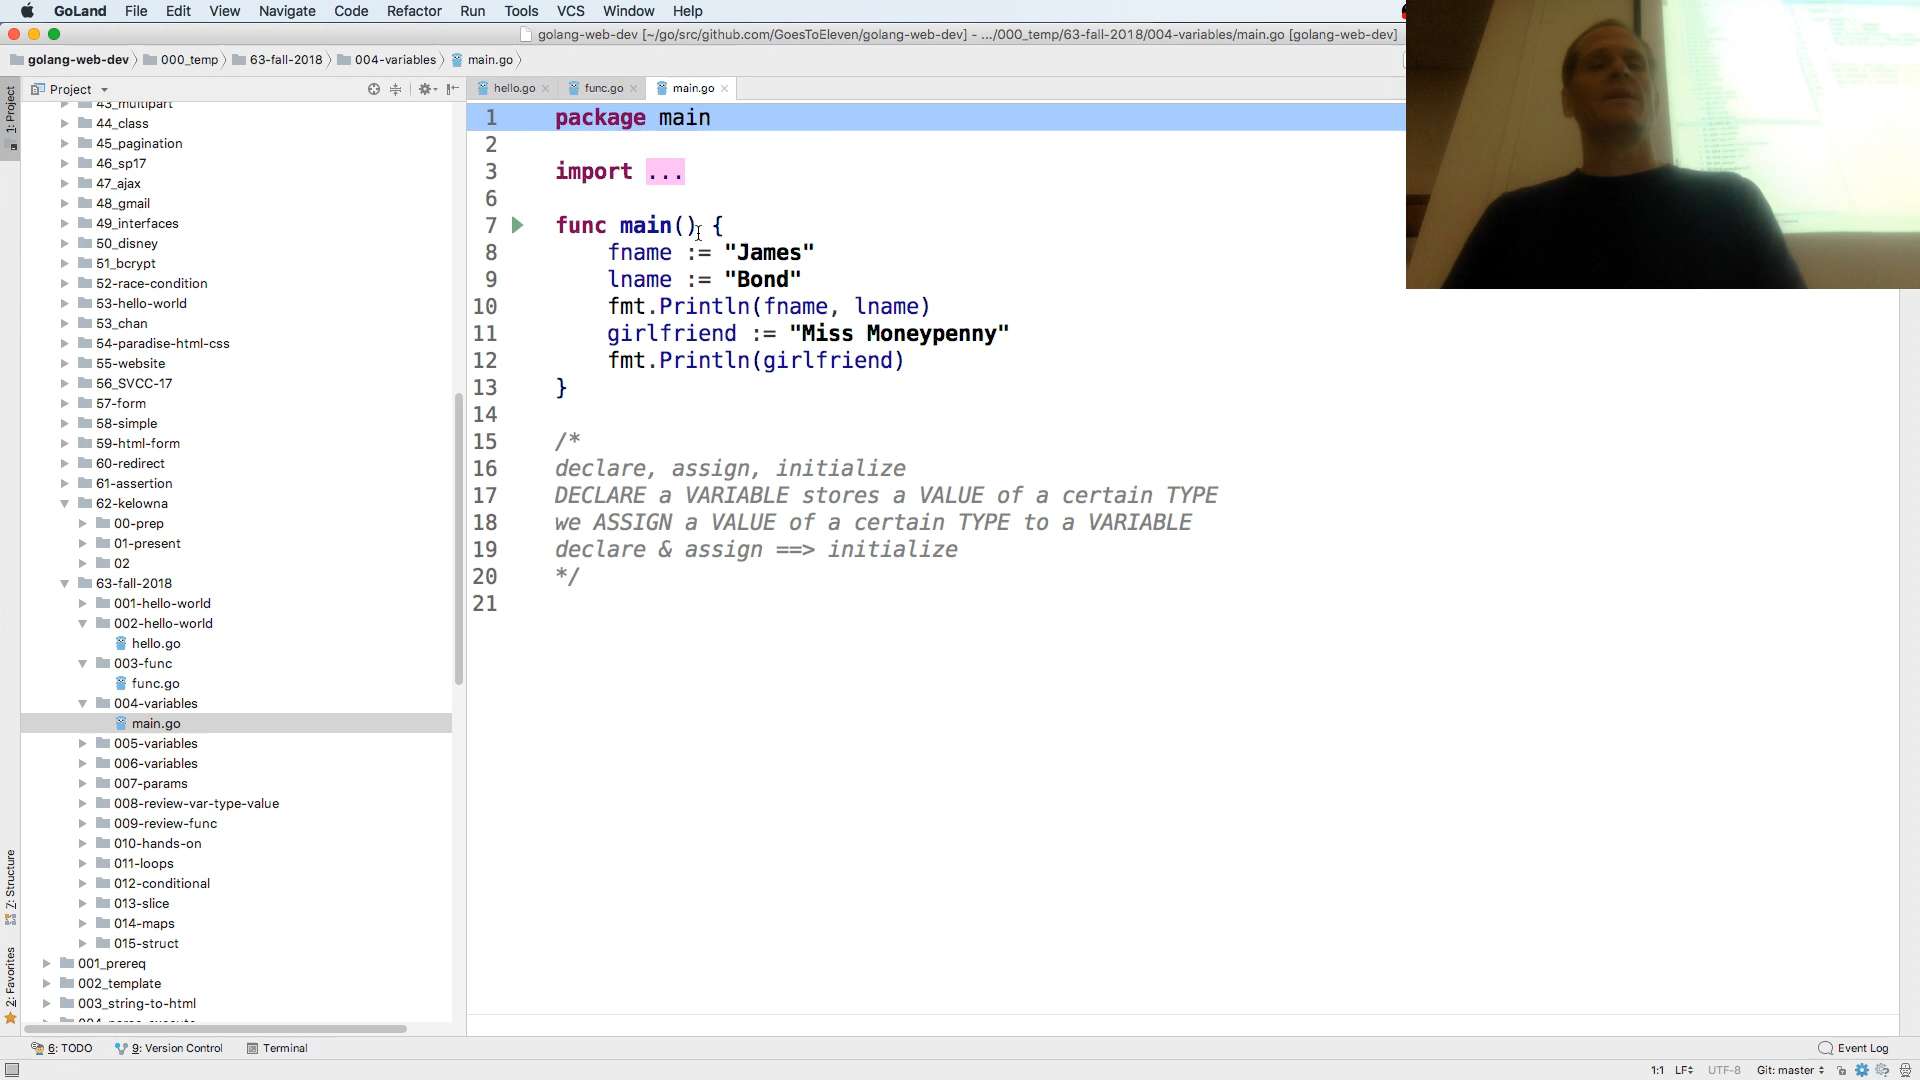 GoLand File Edit View Navigate Code Refactor Run Tools VCS Window Help
golang-web-dev [~/go/src/github.com/GoesToEleven/golang-web-dev] - .../000_temp/63-fall-2018/004-variables/main.go [golang-web-dev]
golang-web-dev 000_temp 63-fall-2018 004-variables main.go
Project
hello.go func.go main.go
1: Project
43_multipart
44_class
45_pagination
46_sp17
47_ajax
48_gmail
49_interfaces
50_disney
51_bcrypt
52-race-condition
53-hello-world
53_chan
54-paradise-html-css
55-website
56_SVCC-17
57-form
58-simple
59-html-form
60-redirect
61-assertion
62-kelowna
00-prep
01-present
02
63-fall-2018
001-hello-world
002-hello-world
hello.go
003-func
func.go
004-variables
main.go
005-variables
006-variables
007-params
008-review-var-type-value
009-review-func
010-hands-on
011-loops
012-conditional
013-slice
014-maps
015-struct
001_prereq
002_template
003_string-to-html
7: Structure
2: Favorites
1 package main
2
3 import ...
6
7 func main() {
8 fname := "James"
9 lname := "Bond"
10 fmt.Println(fname, lname)
11 girlfriend := "Miss Moneypenny"
12 fmt.Println(girlfriend)
13 }
14
15 /*
16 declare, assign, initialize
17 DECLARE a VARIABLE stores a VALUE of a certain TYPE
18 we ASSIGN a VALUE of a certain TYPE to a VARIABLE
19 declare & assign ==> initialize
20 */
21
6: TODO 9: Version Control Terminal Event Log
1:1 LF UTF-8 Git: master